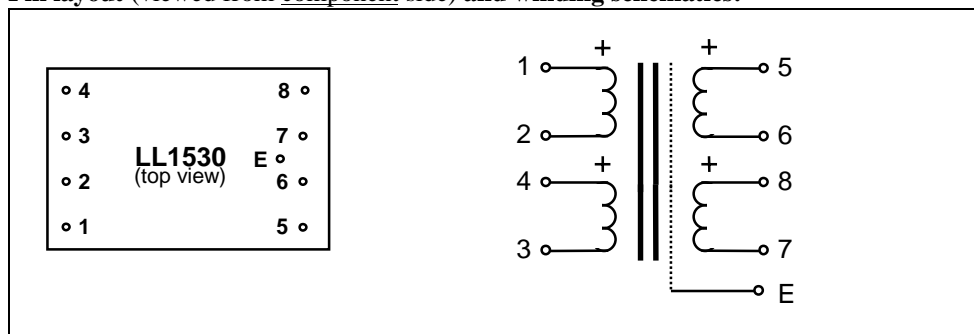 Pin layout (viewed from component side) and winding schematics:
4 8
3 7
LL1530 E
(top view)
2 6
1 5
+ +
1 5
2 6
+ +
4 8
3 7
E